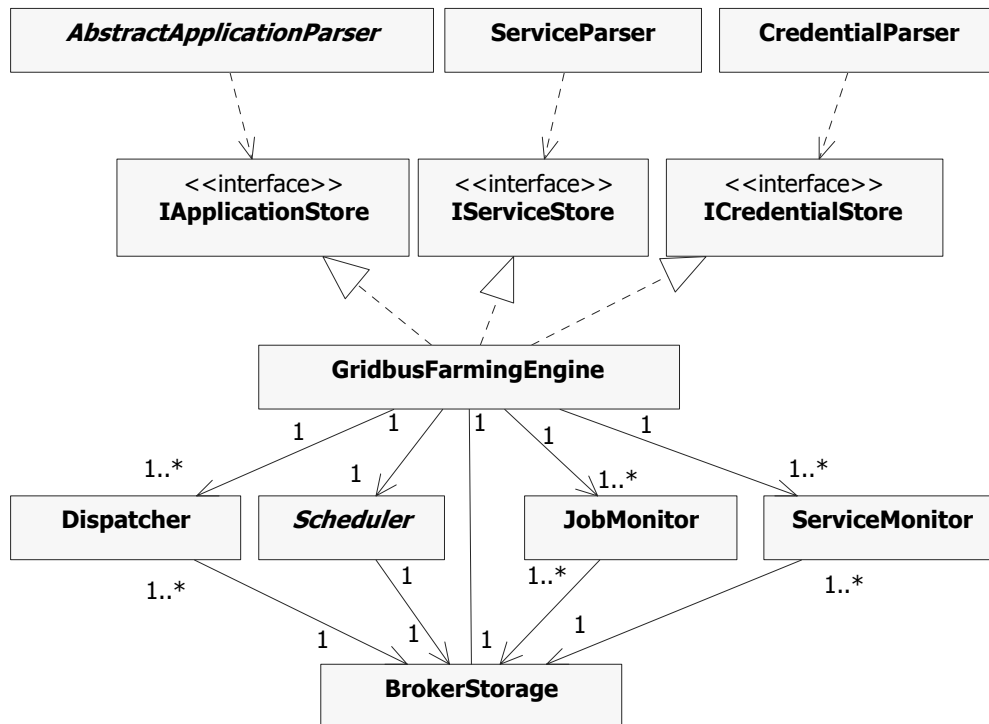 AbstractApplicationParser
ServiceParser
CredentialParser
<<interface>>
IApplicationStore
<<interface>>
IServiceStore
<<interface>>
ICredentialStore
GridbusFarmingEngine
1
1
1
1
1
1..*
1
1..*
1..*
Dispatcher
Scheduler
JobMonitor
ServiceMonitor
1..*
1
1..*
1..*
1
1
1
1
1
BrokerStorage